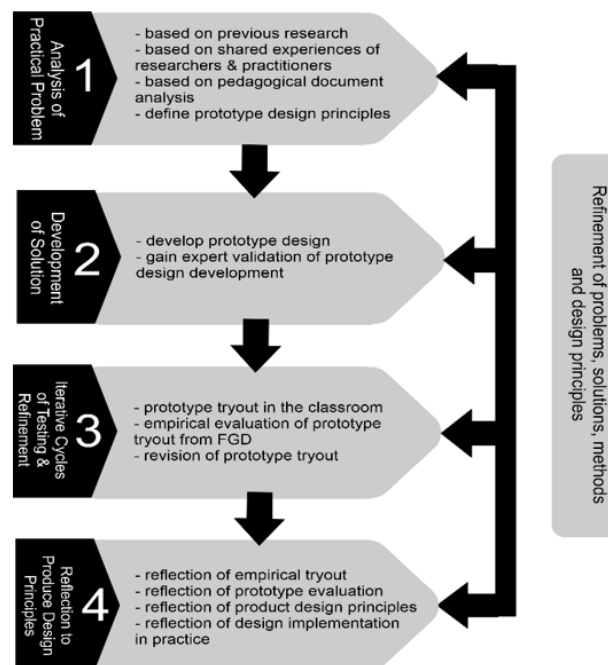 Analysis of
Practical Problem
1
- based on previous research
- based on shared experiences of
researchers & practitioners
- based on pedagogical document
analysis
- define prototype design principles
Development
of Solution
2
- develop prototype design
- gain expert validation of prototype
design development
Iterative Cycles
of Testing &
Refinement
3
- prototype tryout in the classroom
- empirical evaluation of prototype
tryout from FGD
- revision of prototype tryout
Reflection to
Produce Design
Principles
4
- reflection of empirical tryout
- reflection of prototype evaluation
- reflection of product design principles
- reflection of design implementation
in practice
Refinement of problems, solutions, methods
and design principles